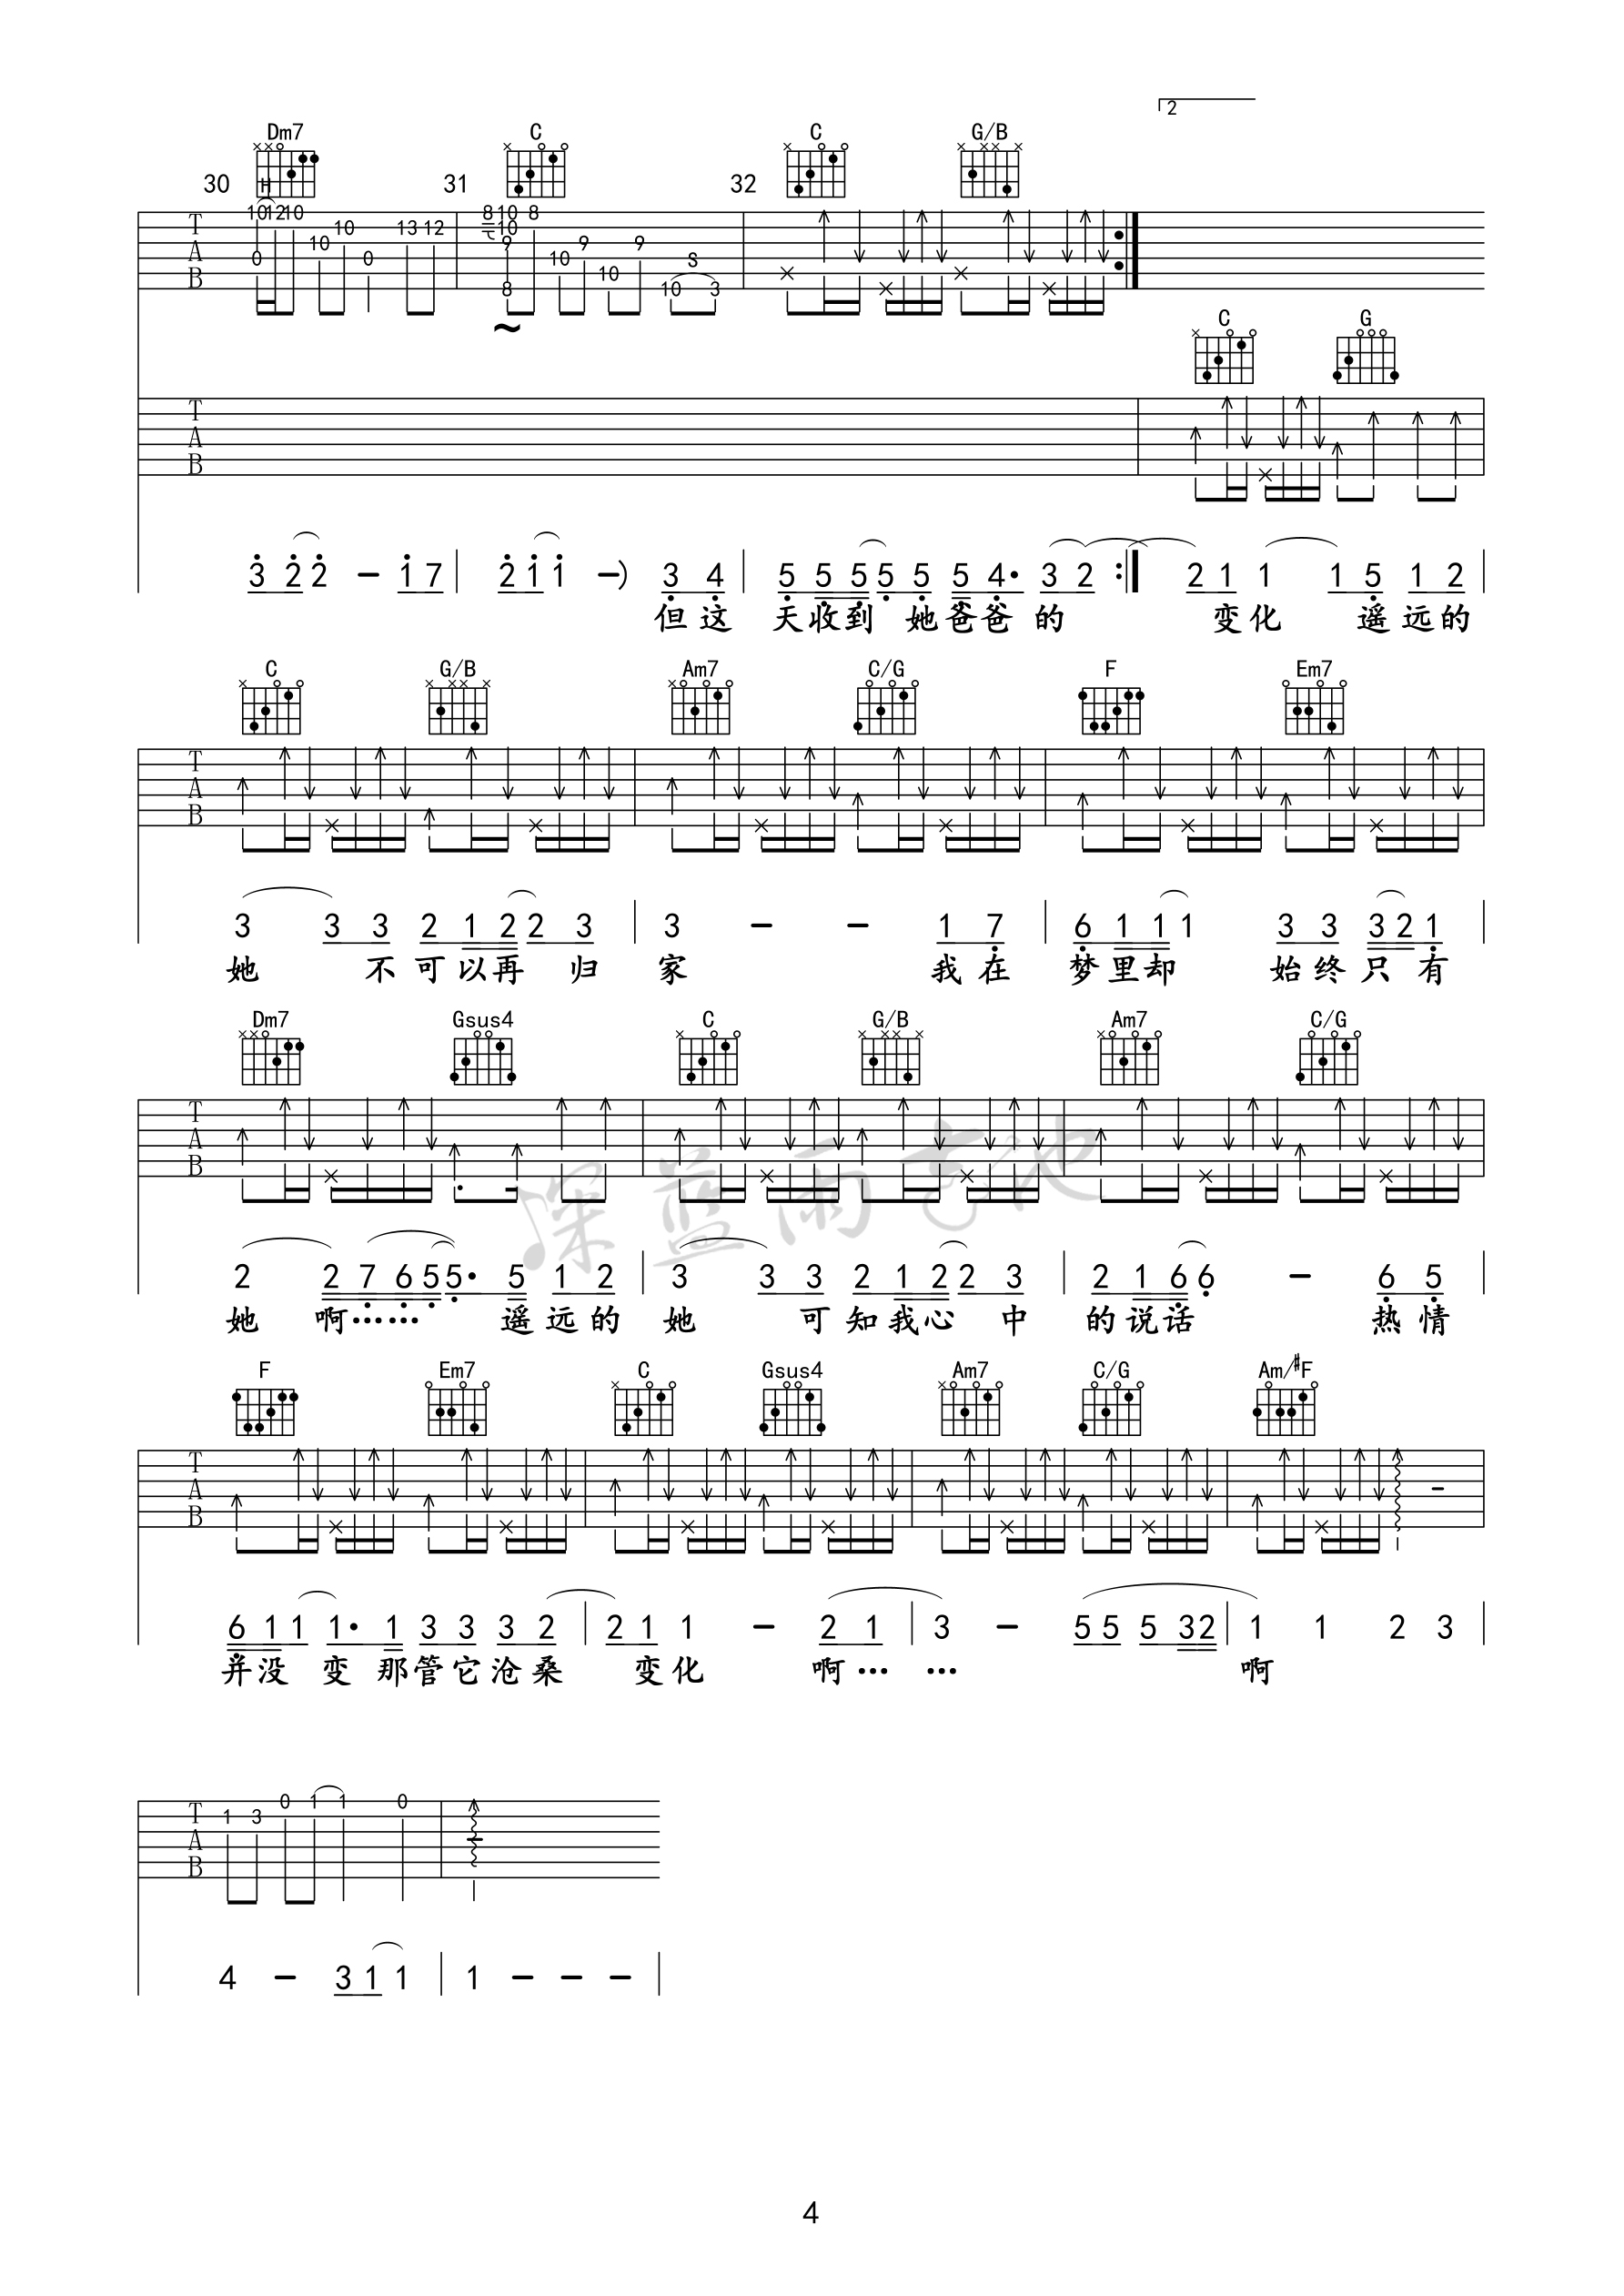 2
Dm7 C C G/B
30 31 32
H
T 10 12 10 10 10 0 0 13 12 8 10 8 10 9 8 10 9 10 9 10 S 3
A
B
C G
T
A
B
3 2 2 – 1 7 2 1 1 –) 3 4 5 5 5 5 5 5 4· 3 2 2 1 1 1 5 1 2
但这 天收到 她爸爸的 变化 遥远的
C G/B Am7 C/G F Em7
T
A
B
3 3 3 2 1 2 2 3 3 – – 1 7 6 1 1 1 3 3 3 2 1
她 不可以再 归 家 我在 梦里却 始终只有
Dm7 Gsus4 C G/B Am7 C/G
T
A
B
深蓝雨吉他
2 2 7 6 5 5· 5 1 2 3 3 3 2 1 2 2 3 2 1 6 6 – 6 5
她 啊…… 遥远的 她 可知我心 中 的说话 热情
F Em7 C Gsus4 Am7 C/G Am/#F
T
A
B
6 1 1 1· 1 3 3 3 2 2 1 1 – 2 1 3 – 5 5 5 3 2 1 1 2 3
并没 变 那管它沧桑 变化 啊… … 啊
T 1 3 0 1 1 0
A
B
4 – 3 1 1 1 – – –
4